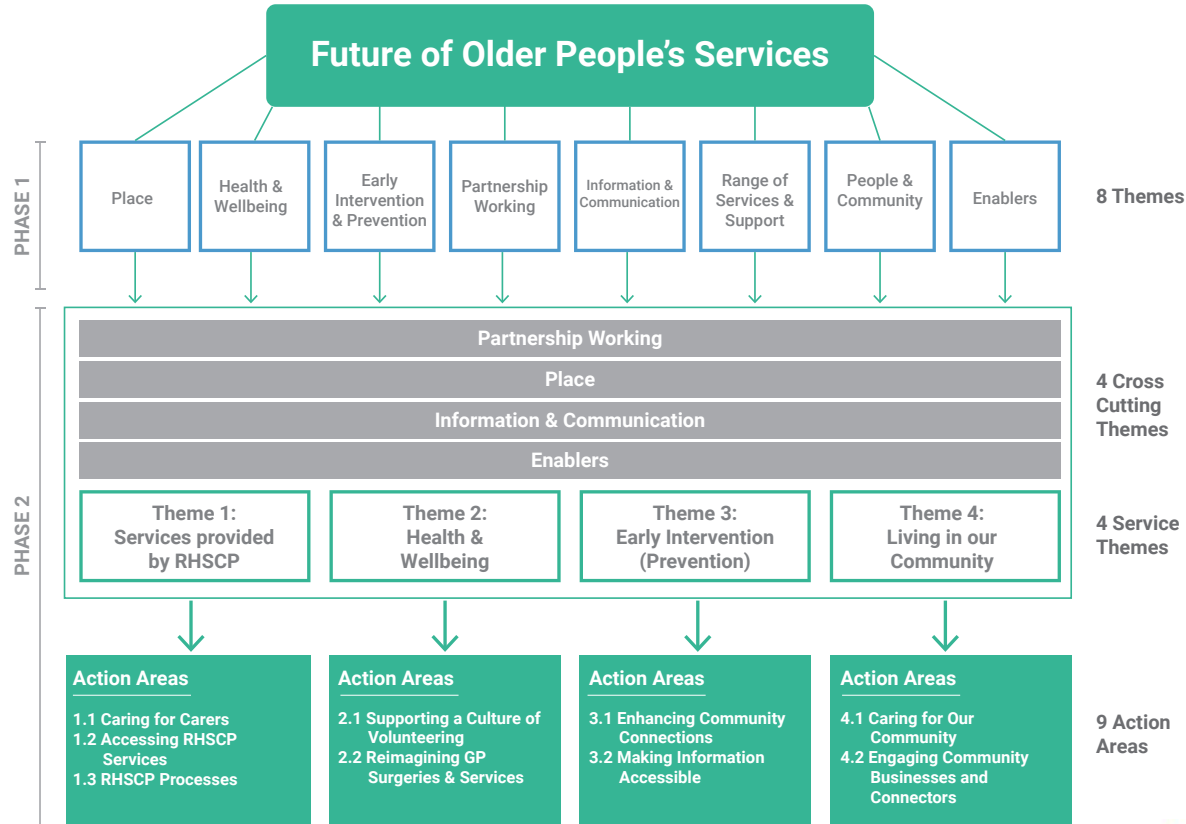 Future of Older People’s Services
PHASE 1
Place
Health &
Wellbeing
Early
Intervention
& Prevention
Partnership
Working
Information &
Communication
Range of
Services &
Support
People &
Community
Enablers
8 Themes
PHASE 2
Partnership Working
Place
Information & Communication
Enablers
4 Cross
Cutting
Themes
Theme 1:
Services provided
by RHSCP
Theme 2:
Health &
Wellbeing
Theme 3:
Early Intervention
(Prevention)
Theme 4:
Living in our
Community
4 Service
Themes
Action Areas
1.1 Caring for Carers
1.2 Accessing RHSCP
Services
1.3 RHSCP Processes
Action Areas
2.1 Supporting a Culture of
Volunteering
2.2 Reimagining GP
Surgeries & Services
Action Areas
3.1 Enhancing Community
Connections
3.2 Making Information
Accessible
Action Areas
4.1 Caring for Our
Community
4.2 Engaging Community
Businesses and
Connectors
9 Action
Areas